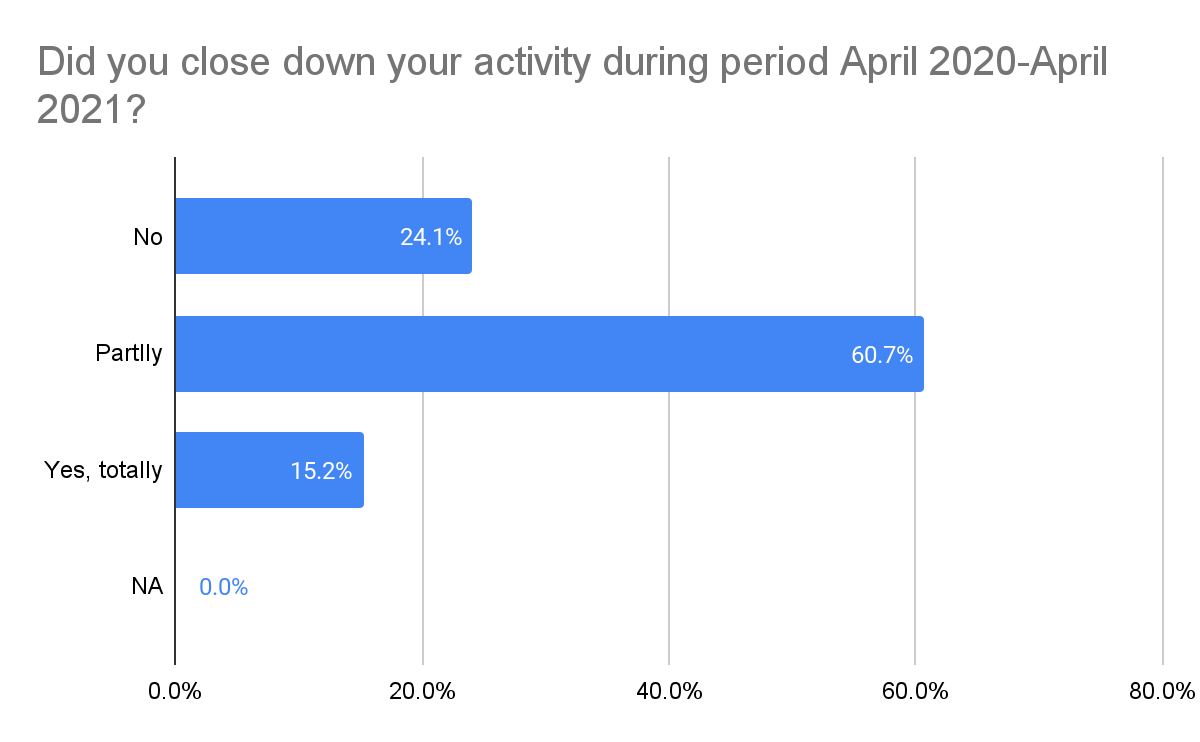 Did you close down your activity during period April 2020-April
2021?
No
24.1%
Partlly
60.7%
Yes, totally
15.2%
NA
0.0%
0.0%
20.0%
40.0%
60.0%
80.0%